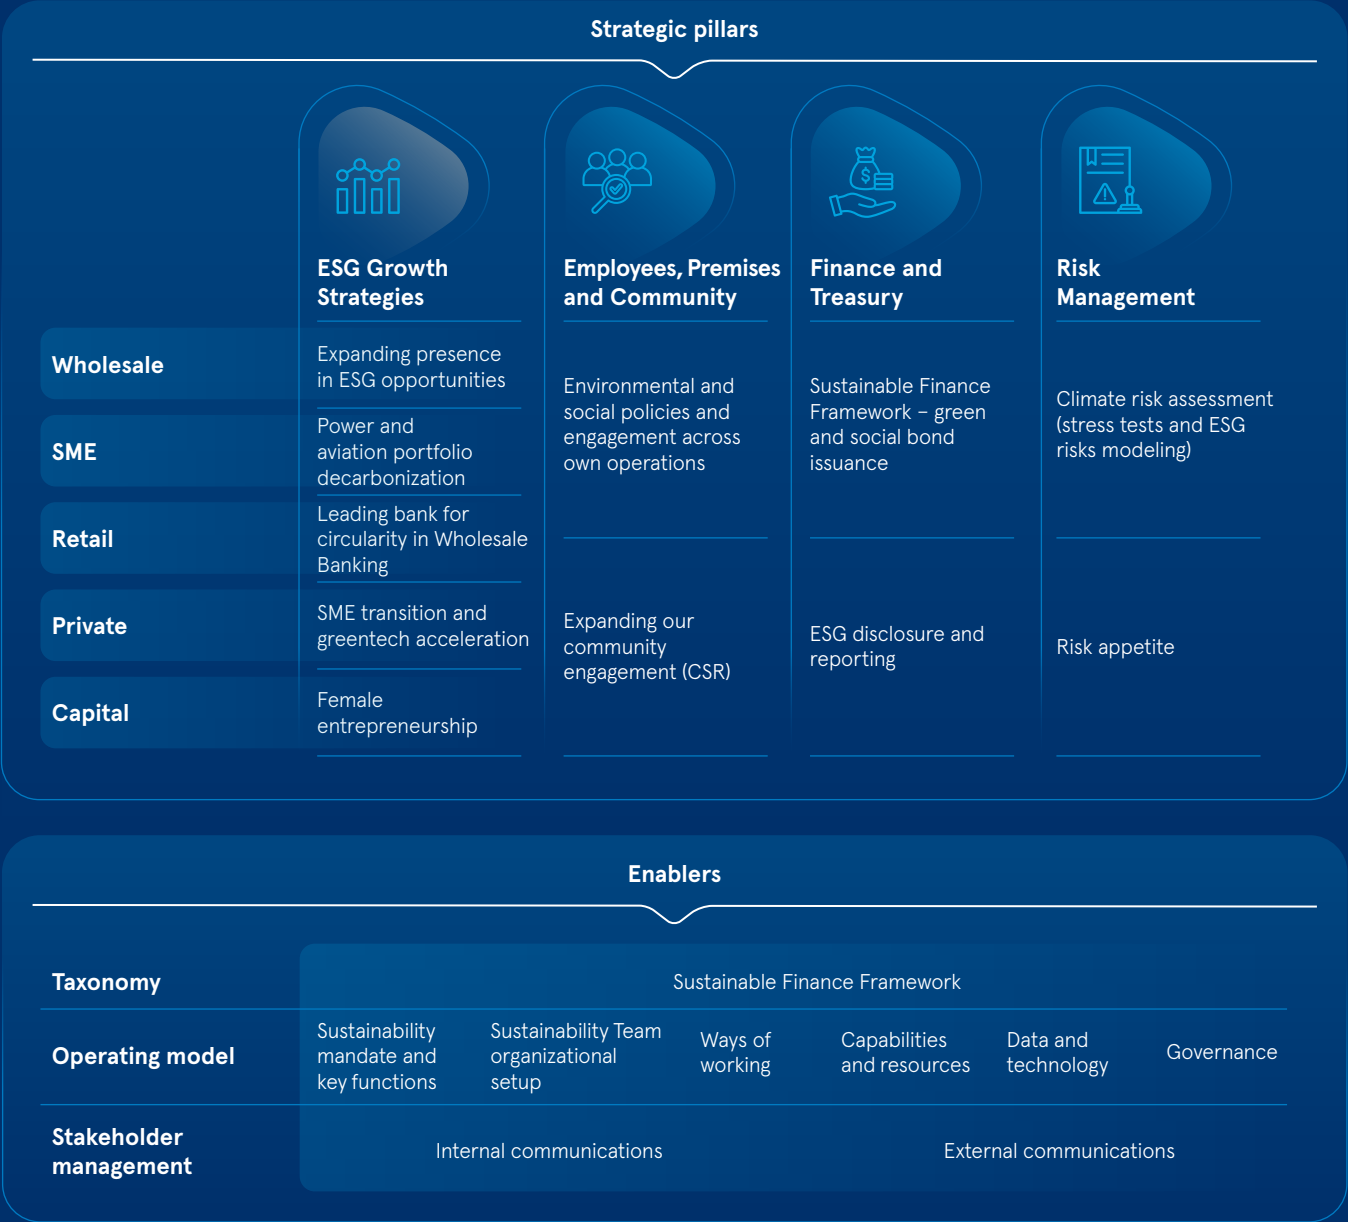 Strategic pillars
ESG Growth
Strategies
Employees, Premises
and Community
Finance and
Treasury
Risk
Management
Wholesale
SME
Retail
Private
Capital
Expanding presence
in ESG opportunities
Power and
aviation portfolio
decarbonization
Leading bank for
circularity in Wholesale
Banking
SME transition and
greentech acceleration
Female
entrepreneurship
Environmental and
social policies and
engagement across
own operations
Expanding our
community
engagement (CSR)
Sustainable Finance
Framework – green
and social bond
issuance
ESG disclosure and
reporting
Climate risk assessment
(stress tests and ESG
risks modeling)
Risk appetite
Enablers
Taxonomy
Sustainable Finance Framework
Operating model
Sustainability
mandate and
key functions
Sustainability Team
organizational
setup
Ways of
working
Capabilities
and resources
Data and
technology
Governance
Stakeholder
management
Internal communications
External communications